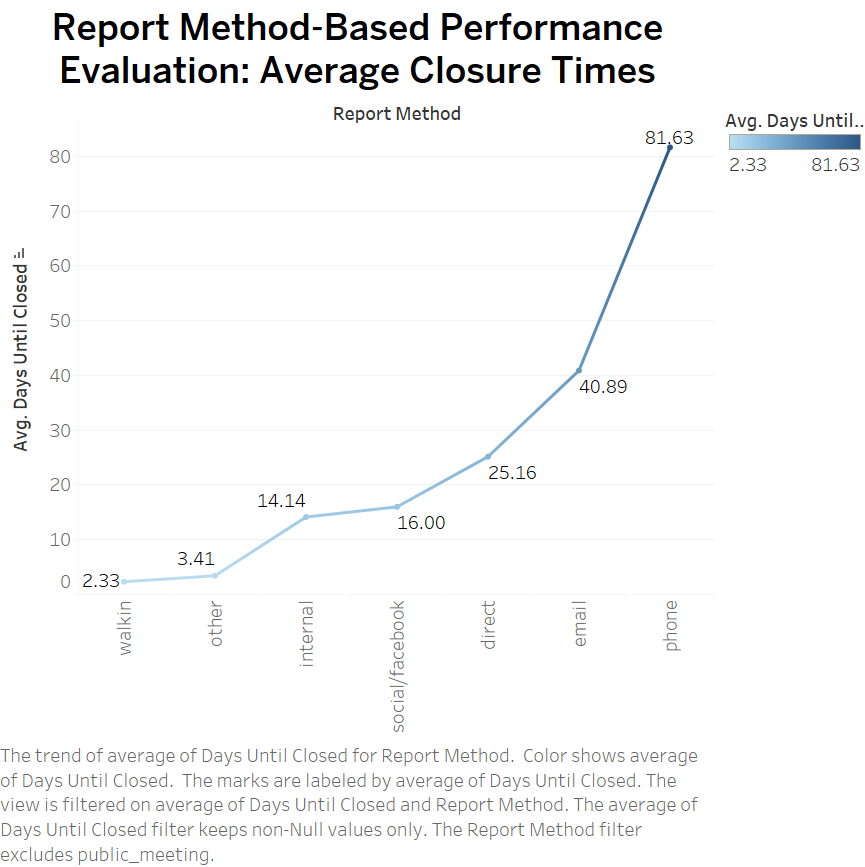 Report Method-Based Performance
Evaluation: Average Closure Times
Report Method
Avg. Days Until..
2.33 81.63
Avg. Days Until Closed
80
70
60
50
40
30
20
10
0
2.33
3.41
14.14
16.00
25.16
40.89
81.63
walkin
other
internal
social/facebook
direct
email
phone
The trend of average of Days Until Closed for Report Method. Color shows average
of Days Until Closed. The marks are labeled by average of Days Until Closed. The
view is filtered on average of Days Until Closed and Report Method. The average of
Days Until Closed filter keeps non-Null values only. The Report Method filter
excludes public_meeting.